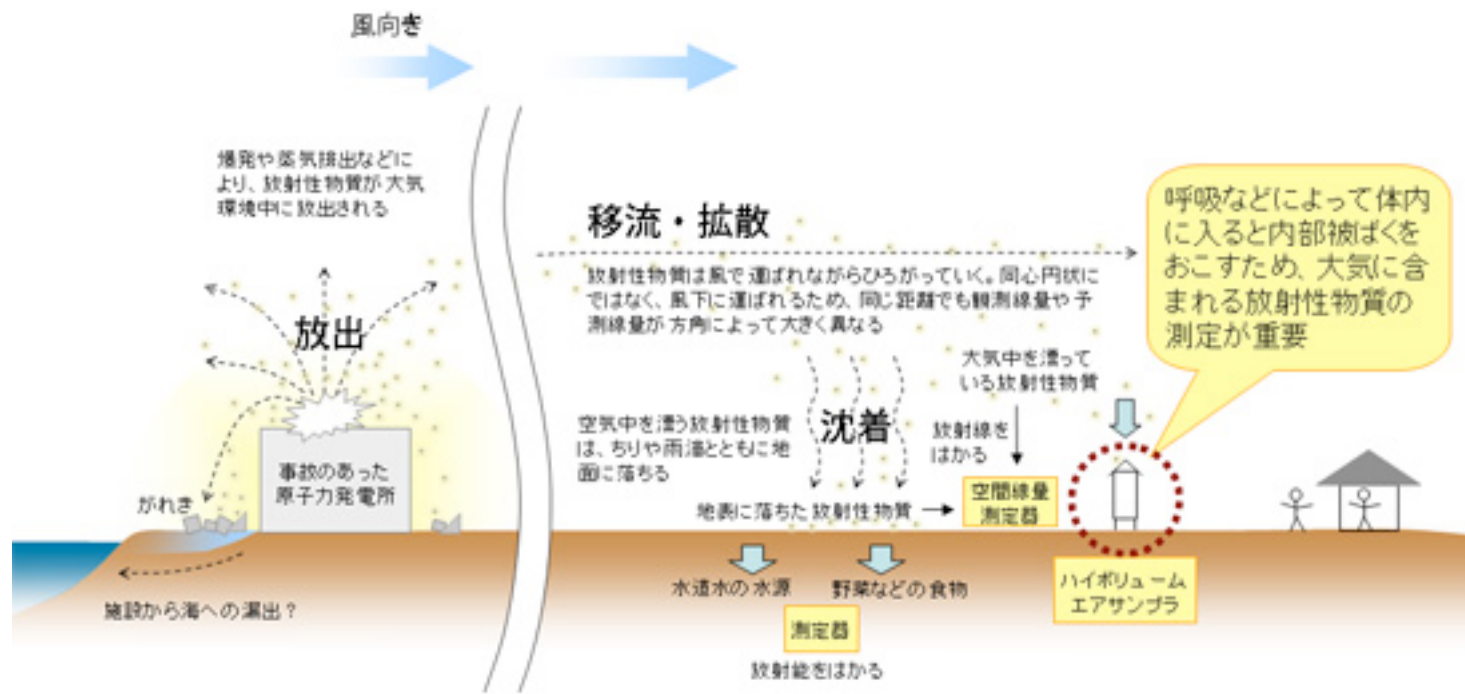 風向き
爆発や蒸気排出などに
より、放射性物質が大気
環境中に放出される
放出
事故のあった
原子力発電所
がれき
施設から海への漏出?
移流・拡散
放射性物質は風で運ばれながらひろがっていく。同心円状に
ではなく、風下に運ばれるため、同じ距離でも観測線量や予
測線量が方角によって大きく異なる
空気中を漂う放射性物質
は、ちりや雨滴とともに地
面に落ちる
沈着
地表に落ちた放射性物質
大気中を漂って
いる放射性物質
放射線を
はかる
空間線量
測定器
呼吸などによって体内
に入ると内部被ばくを
おこすため、大気に含
まれる放射性物質の
測定が重要
ハイボリューム
エアサンプラ
水道水の水源
野菜などの食物
測定器
放射能をはかる